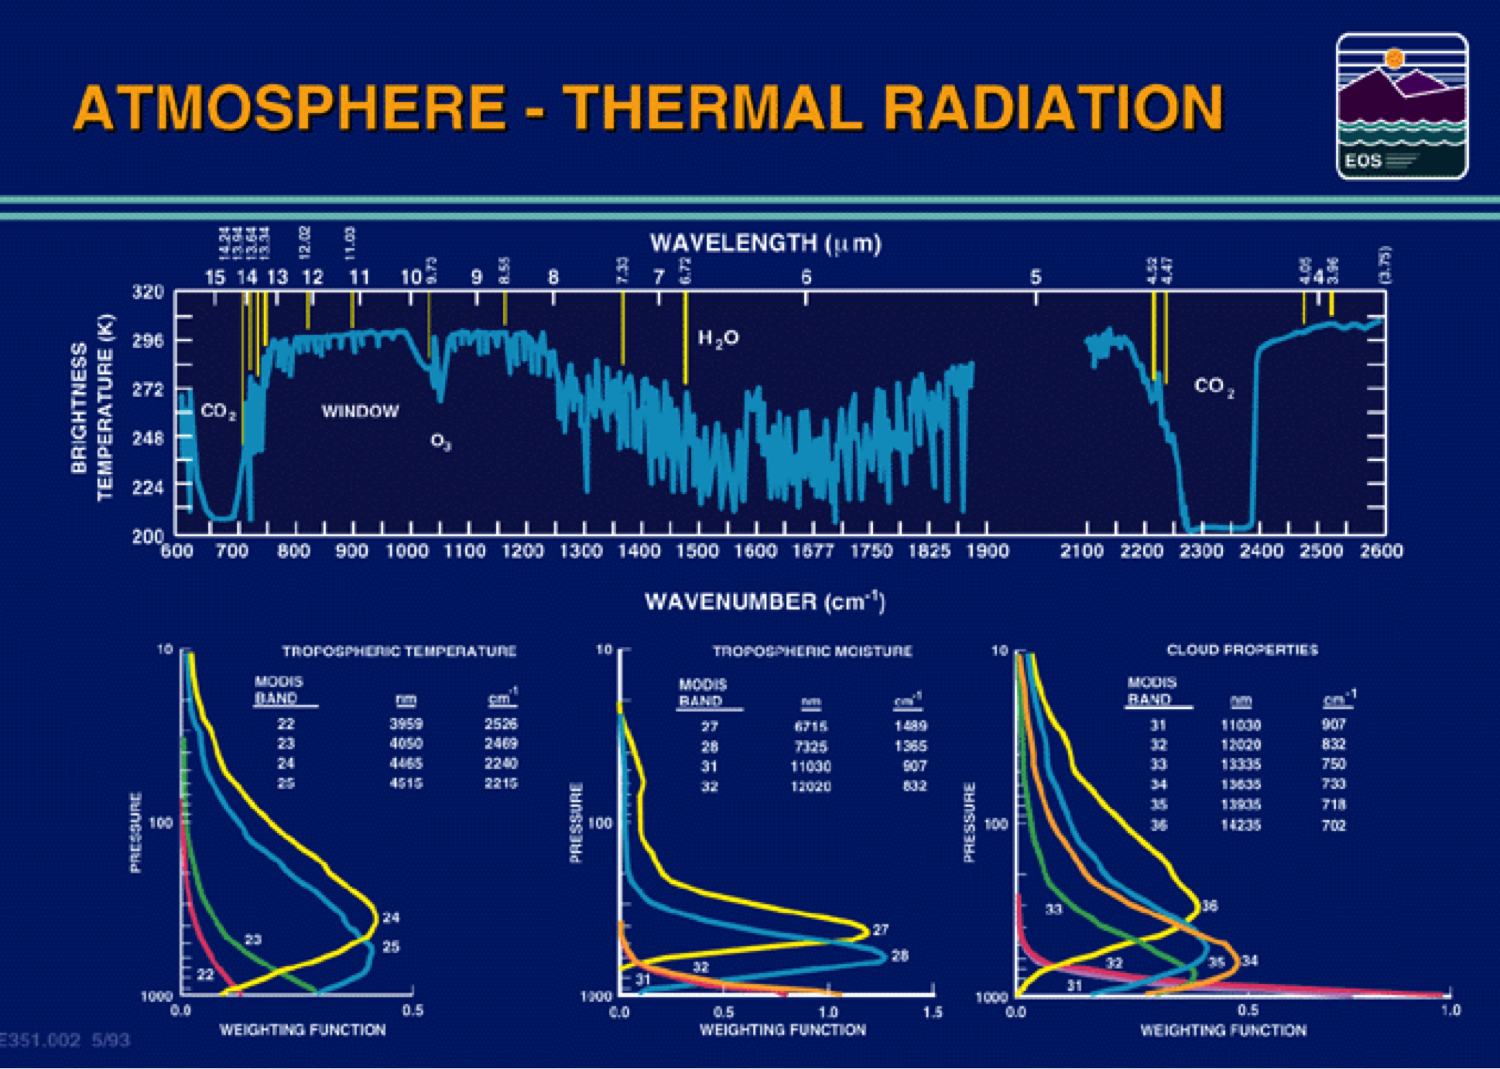 ATMOSPHERE - THERMAL RADIATION
EOS
WAVELENGTH (μm)
14.24 13.94 13.64 13.34 12.02 11.03 9.73 8.55 7.33 6.72 4.52 4.47 4.05 3.96 (3.75)
15 14 13 12 11 10 9 8 7 6 5 4
BRIGHTNESS
TEMPERATURE (K)
320
296
272
248
224
200
CO2
WINDOW
O3
H2O
CO2
600 700 800 900 1000 1100 1200 1300 1400 1500 1600 1677 1750 1825 1900 2100 2200 2300 2400 2500 2600
WAVENUMBER (cm-1)
TROPOSPHERIC TEMPERATURE
MODIS
BAND nm cm-1
22 3959 2526
23 4050 2469
24 4465 2240
25 4515 2215
PRESSURE
10
100
1000
24
25
23
22
0.0 0.5
WEIGHTING FUNCTION
TROPOSPHERIC MOISTURE
MODIS
BAND nm cm-1
27 6715 1489
28 7325 1365
31 11030 907
32 12020 832
PRESSURE
10
100
1000
27
28
32
31
0.0 0.5 1.0 1.5
WEIGHTING FUNCTION
CLOUD PROPERTIES
MODIS
BAND nm cm-1
31 11030 907
32 12020 832
33 13335 750
34 13635 733
35 13935 718
36 14235 702
PRESSURE
10
100
1000
36
33
32
35 34
31
0.0 0.5 1.0
WEIGHTING FUNCTION
E351.002 5/93